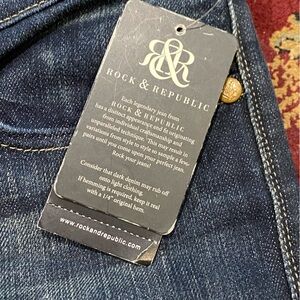 R&R
ROCK & REPUBLIC
Each legendary jean from
ROCK & REPUBLIC
has a distinct appearance and fit originating
from individual craftsmanship and
unparalleled technique. This may result in
variations from style to style so sample a few,
pairs until you come upon your perfect jean.
Rock your jeans!
Consider that dark denim may rub off
onto light clothing.
If hemming is required, keep it real
with a 1/4" original hem.
www.rockandrepublic.com